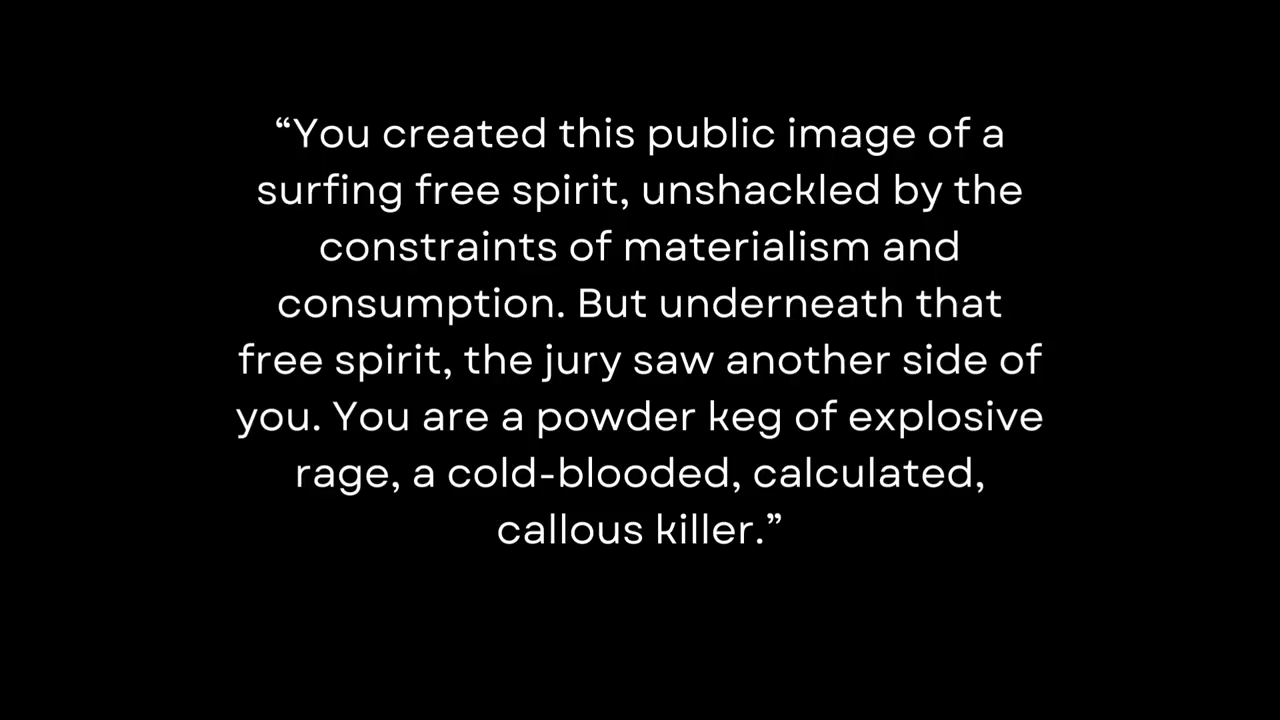 “You created this public image of a
surfing free spirit, unshackled by the
constraints of materialism and
consumption. But underneath that
free spirit, the jury saw another side of
you. You are a powder keg of explosive
rage, a cold-blooded, calculated,
callous killer.”